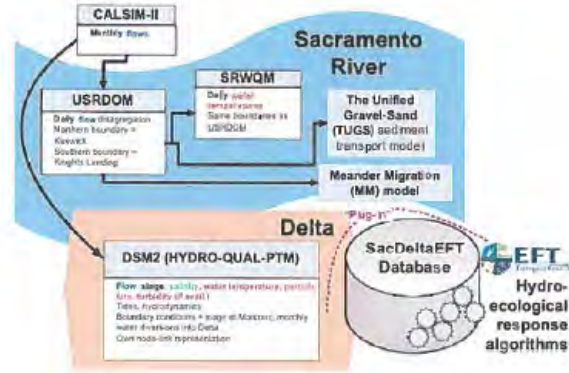 CALSIM-II
Monthly flows
Sacramento
River
USRDOM
Daily flow disaggregation
Northern boundary =
Keswick
Southern boundary =
Knights Landing
SRWQM
Daily water
temperatures
Same boundaries as
USRDOM
The Unified
Gravel-Sand
(TUGS) sediment
transport model
Meander Migration
(MM) model
Delta
"Plug-in"
DSM2 (HYDRO-QUAL-PTM)
Flow, stage, salinity, water temperature, particle
fate, turbidity (if avail.)
Tides, hydrodynamics
Boundary conditions = stage at Martinez, monthly
water diversions into Delta
Own node-link representation
SacDeltaEFT
Database
EFT
Hydro-
ecological
response
algorithms